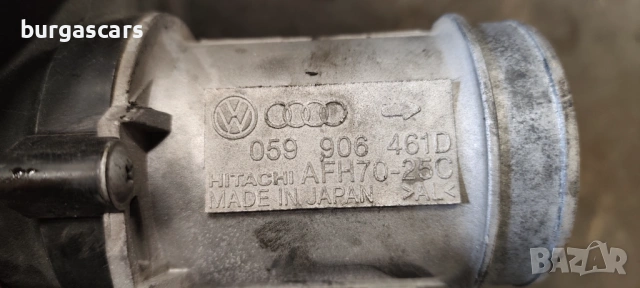 burgascars
059 906 461D
HITACHI AFH70-25C
MADE IN JAPAN >AL<
BAZAR